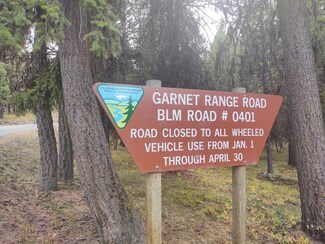 GARNET RANGE ROAD
BLM ROAD # 0401
ROAD CLOSED TO ALL WHEELED
VEHICLE USE FROM JAN. 1
THROUGH APRIL 30